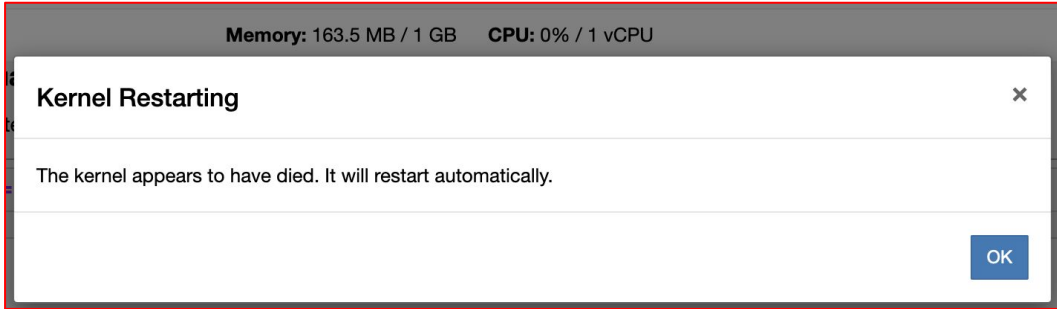 Memory: 163.5 MB / 1 GB CPU: 0% / 1 vCPU
Kernel Restarting ×
The kernel appears to have died. It will restart automatically.
OK